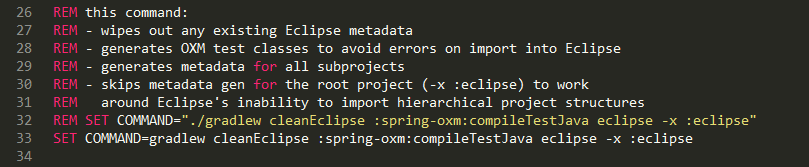 26 REM this command:
27 REM - wipes out any existing Eclipse metadata
28 REM - generates OXM test classes to avoid errors on import into Eclipse
29 REM - generates metadata for all subprojects
30 REM - skips metadata gen for the root project (-x :eclipse) to work
31 REM   around Eclipse's inability to import hierarchical project structures
32 REM SET COMMAND="./gradlew cleanEclipse :spring-oxm:compileTestJava eclipse -x :eclipse"
33 SET COMMAND=gradlew cleanEclipse :spring-oxm:compileTestJava eclipse -x :eclipse
34